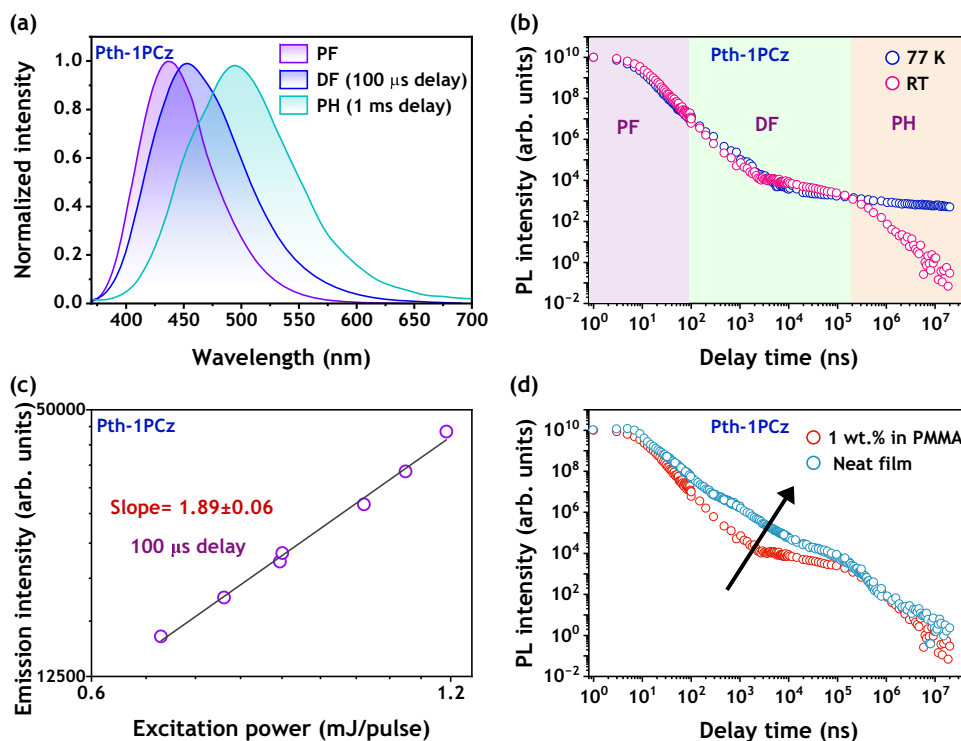 (a)
Pth-1PCz
PF
DF (100 μs delay)
PH (1 ms delay)
Normalized intensity
1.0
0.8
0.6
0.4
0.2
0.0
400 450 500 550 600 650 700
Wavelength (nm)
(b)
Pth-1PCz
77 K
RT
PF DF PH
PL intensity (arb. units)
10^10
10^8
10^6
10^4
10^2
10^0
10^-2
10^0 10^1 10^2 10^3 10^4 10^5 10^6 10^7
Delay time (ns)
(c)
50000
Pth-1PCz
Slope= 1.89±0.06
100 μs delay
Emission intensity (arb. units)
12500
0.6 1.2
Excitation power (mJ/pulse)
(d)
Pth-1PCz
1 wt.% in PMMA
Neat film
PL intensity (arb. units)
10^10
10^8
10^6
10^4
10^2
10^0
10^-2
10^0 10^1 10^2 10^3 10^4 10^5 10^6 10^7
Delay time (ns)